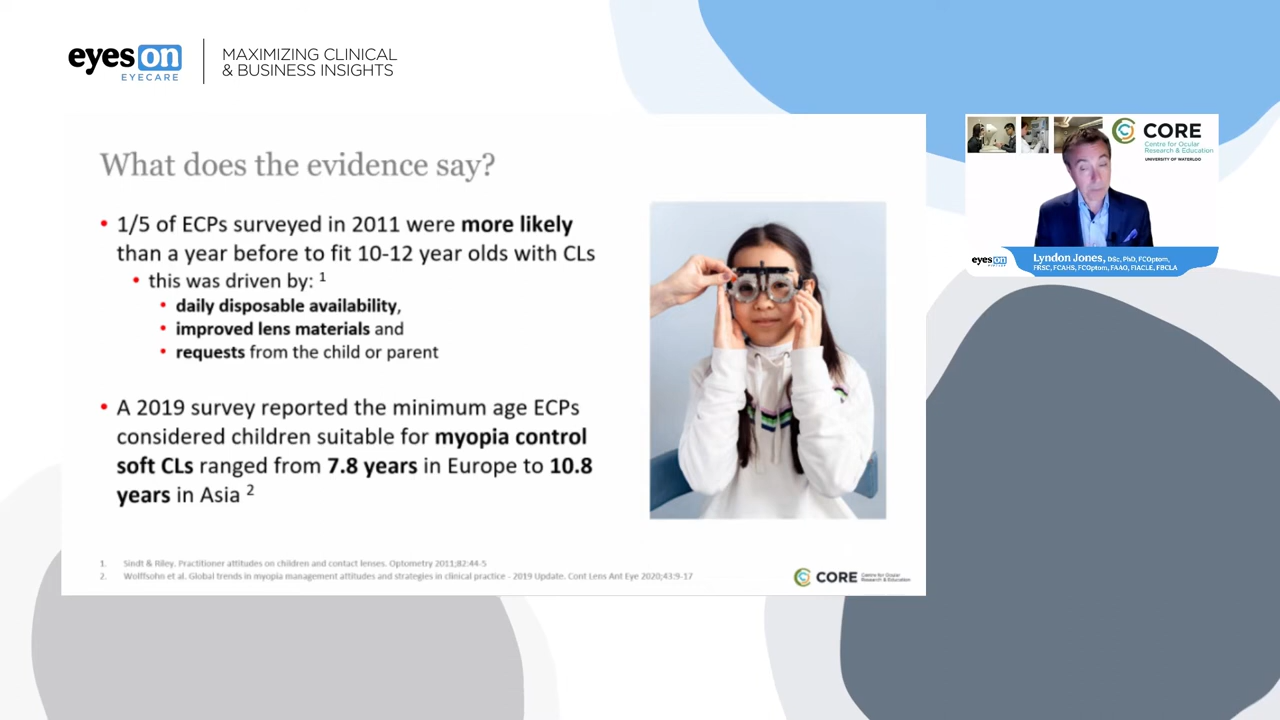 eyes on
EYECARE
MAXIMIZING CLINICAL
& BUSINESS INSIGHTS
What does the evidence say?
• 1/5 of ECPs surveyed in 2011 were more likely
than a year before to fit 10-12 year olds with CLs
• this was driven by: 1
• daily disposable availability,
• improved lens materials and
• requests from the child or parent
• A 2019 survey reported the minimum age ECPs
considered children suitable for myopia control
soft CLs ranged from 7.8 years in Europe to 10.8
years in Asia 2
1. Sindt & Riley. Practitioner attitudes on children and contact lenses. Optometry 2011;82:44-5
2. Wolffsohn et al. Global trends in myopia management attitudes and strategies in clinical practice - 2019 Update. Cont Lens Ant Eye 2020;43:9-17
CORE Centre for Ocular
Research & Education
CORE
Centre for Ocular
Research & Education
UNIVERSITY OF WATERLOO
eyes on
EYECARE
Lyndon Jones, DSc, PhD, FCOptom,
FRSC, FCAHS, FCOptom, FAAO, FIACLE, FBCLA